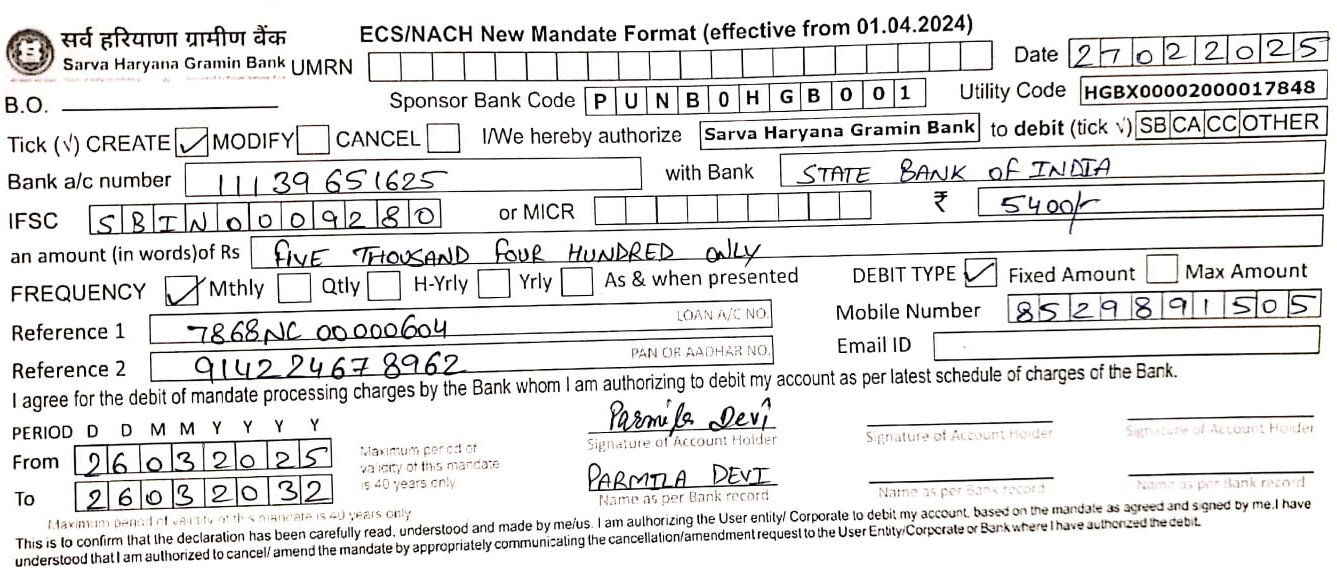 सर्व हरियाणा ग्रामीण बैंक
Sarva Haryana Gramin Bank
ECS/NACH New Mandate Format (effective from 01.04.2024)
UMRN
Date 27022025
B.O.
Sponsor Bank Code PUNB0HGB001
Utility Code HGBX00002000017848
Tick (√) CREATE ✓ MODIFY CANCEL
I/We hereby authorize Sarva Haryana Gramin Bank to debit (tick √) SB CA CC OTHER
Bank a/c number 11139651625 with Bank STATE BANK OF INDIA
IFSC SBIN0009280 or MICR ₹ 5400/-
an amount (in words)of Rs FIVE THOUSAND FOUR HUNDRED ONLY
FREQUENCY ✓ Mthly Qtly H-Yrly Yrly As & when presented DEBIT TYPE ✓ Fixed Amount Max Amount
Reference 1 7868NC00000604 LOAN A/C NO. Mobile Number 8529891505
Reference 2 914224678962 PAN OR AADHAR NO. Email ID
I agree for the debit of mandate processing charges by the Bank whom I am authorizing to debit my account as per latest schedule of charges of the Bank.
PERIOD D D M M Y Y Y Y
From 26032025
To 26032032
Maximum period of
validity of this mandate
is 40 years only
Maximum period of validity of this mandate is 40 years only
Parmila Devi
Signature of Account Holder
Signature of Account Holder
Signature of Account Holder
PARMILA DEVI
Name as per Bank record
Name as per Bank record
Name as per Bank record
This is to confirm that the declaration has been carefully read, understood and made by me/us. I am authorizing the User entity/ Corporate to debit my account, based on the mandate as agreed and signed by me.I have
understood that I am authorized to cancel/ amend the mandate by appropriately communicating the cancellation/amendment request to the User Entity/Corporate or Bank where I have authorized the debit.